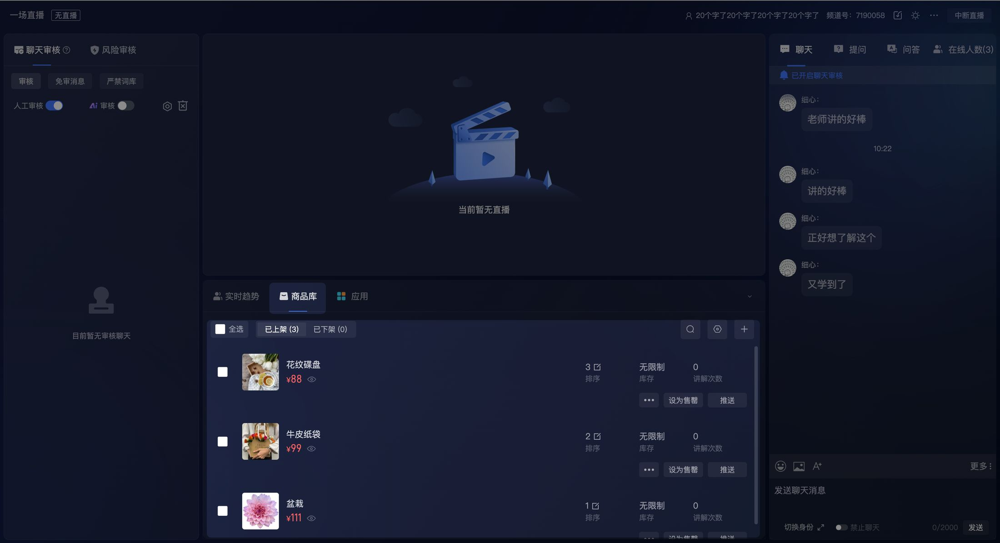 一场直播 无直播
20个字了20个字了20个字了20个字了 频道号：7190058 中断直播
聊天审核 风险审核
审核 免审消息 严禁词库
人工审核 Ai 审核
目前暂无审核聊天
当前暂无直播
实时趋势 商品库 应用
全选 已上架 (3) 已下架 (0)
花纹碟盘
¥88
3 无限制 0
排序 库存 讲解次数
设为售罄 推送
牛皮纸袋
¥99
2 无限制 0
排序 库存 讲解次数
设为售罄 推送
盆栽
¥111
1 无限制 0
排序 库存 讲解次数
设为售罄 推送
聊天 提问 问答 在线人数(3)
已开启聊天审核
细心：
老师讲的好棒
10:22
细心：
讲的好棒
细心：
正好想了解这个
细心：
又学到了
更多
发送聊天消息
切换身份 禁止聊天 0/2000 发送